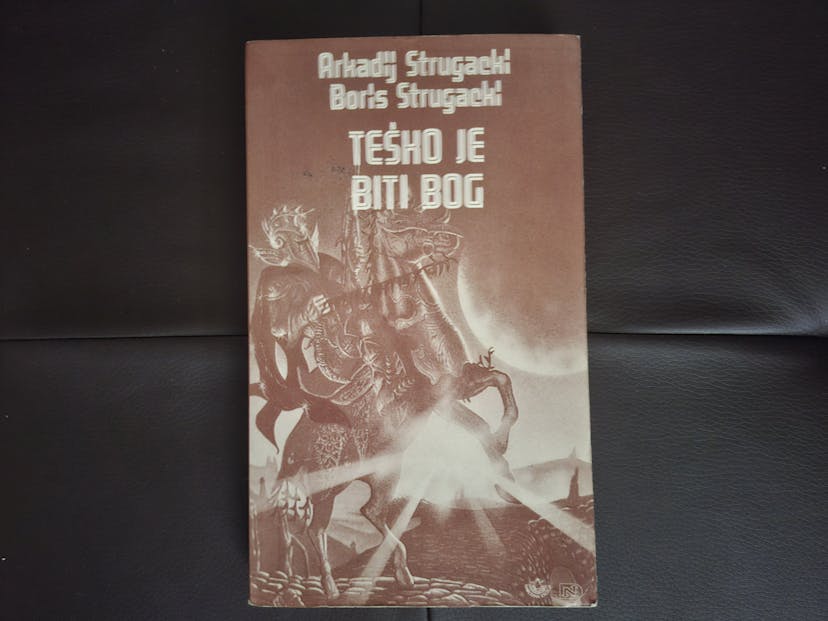 Arkadij Strugacki
Boris Strugacki
TEŠKO JE
BITI BOG